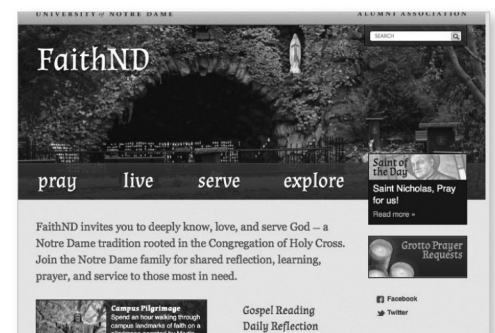 UNIVERSITY of NOTRE DAME
ALUMNI ASSOCIATION
SEARCH
FaithND
pray
live
serve
explore
Saint of
the Day
Saint Nicholas, Pray
for us!
Read more »
FaithND invites you to deeply know, love, and serve God — a
Notre Dame tradition rooted in the Congregation of Holy Cross.
Join the Notre Dame family for shared reflection, learning,
prayer, and service to those most in need.
Grotto Prayer
Requests
Facebook
Twitter
Campus Pilgrimage
Spend an hour walking through
campus landmarks of faith on a
Gospel Reading
Daily Reflection